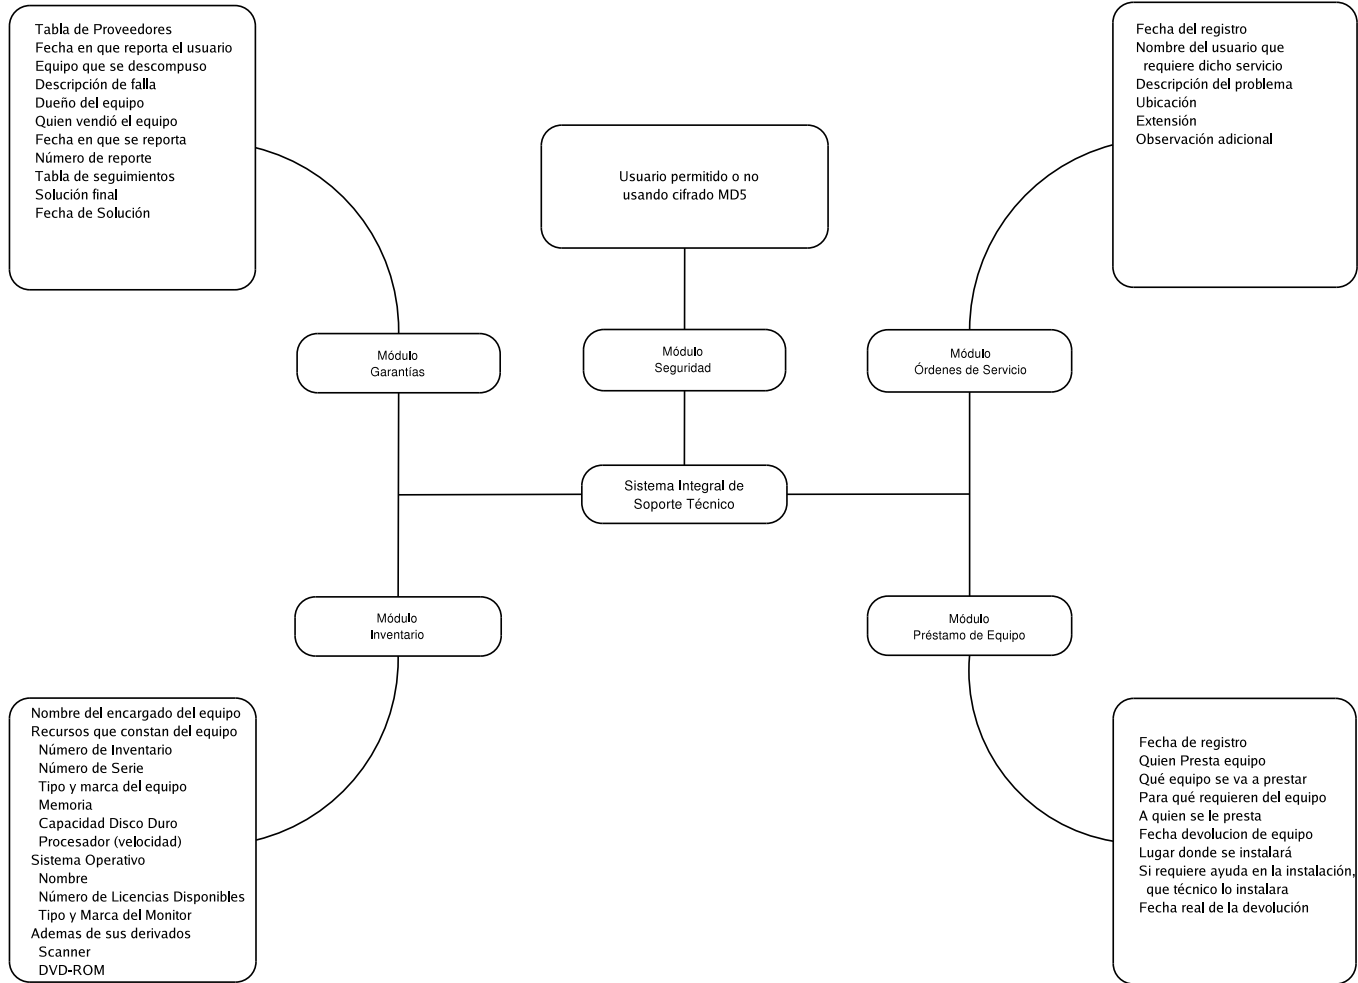 Tabla de Proveedores
Fecha en que reporta el usuario
Equipo que se descompuso
Descripción de falla
Dueño del equipo
Quien vendió el equipo
Fecha en que se reporta
Número de reporte
Tabla de seguimientos
Solución final
Fecha de Solución
Usuario permitido o no
usando cifrado MD5
Fecha del registro
Nombre del usuario que
requiere dicho servicio
Descripción del problema
Ubicación
Extensión
Observación adicional
Módulo
Garantías
Módulo
Seguridad
Módulo
Órdenes de Servicio
Sistema Integral de
Soporte Técnico
Módulo
Inventario
Módulo
Préstamo de Equipo
Nombre del encargado del equipo
Recursos que constan del equipo
Número de Inventario
Número de Serie
Tipo y marca del equipo
Memoria
Capacidad Disco Duro
Procesador (velocidad)
Sistema Operativo
Nombre
Número de Licencias Disponibles
Tipo y Marca del Monitor
Ademas de sus derivados
Scanner
DVD-ROM
Fecha de registro
Quien Presta equipo
Qué equipo se va a prestar
Para qué requieren del equipo
A quien se le presta
Fecha devolucion de equipo
Lugar donde se instalará
Si requiere ayuda en la instalación,
que técnico lo instalara
Fecha real de la devolución